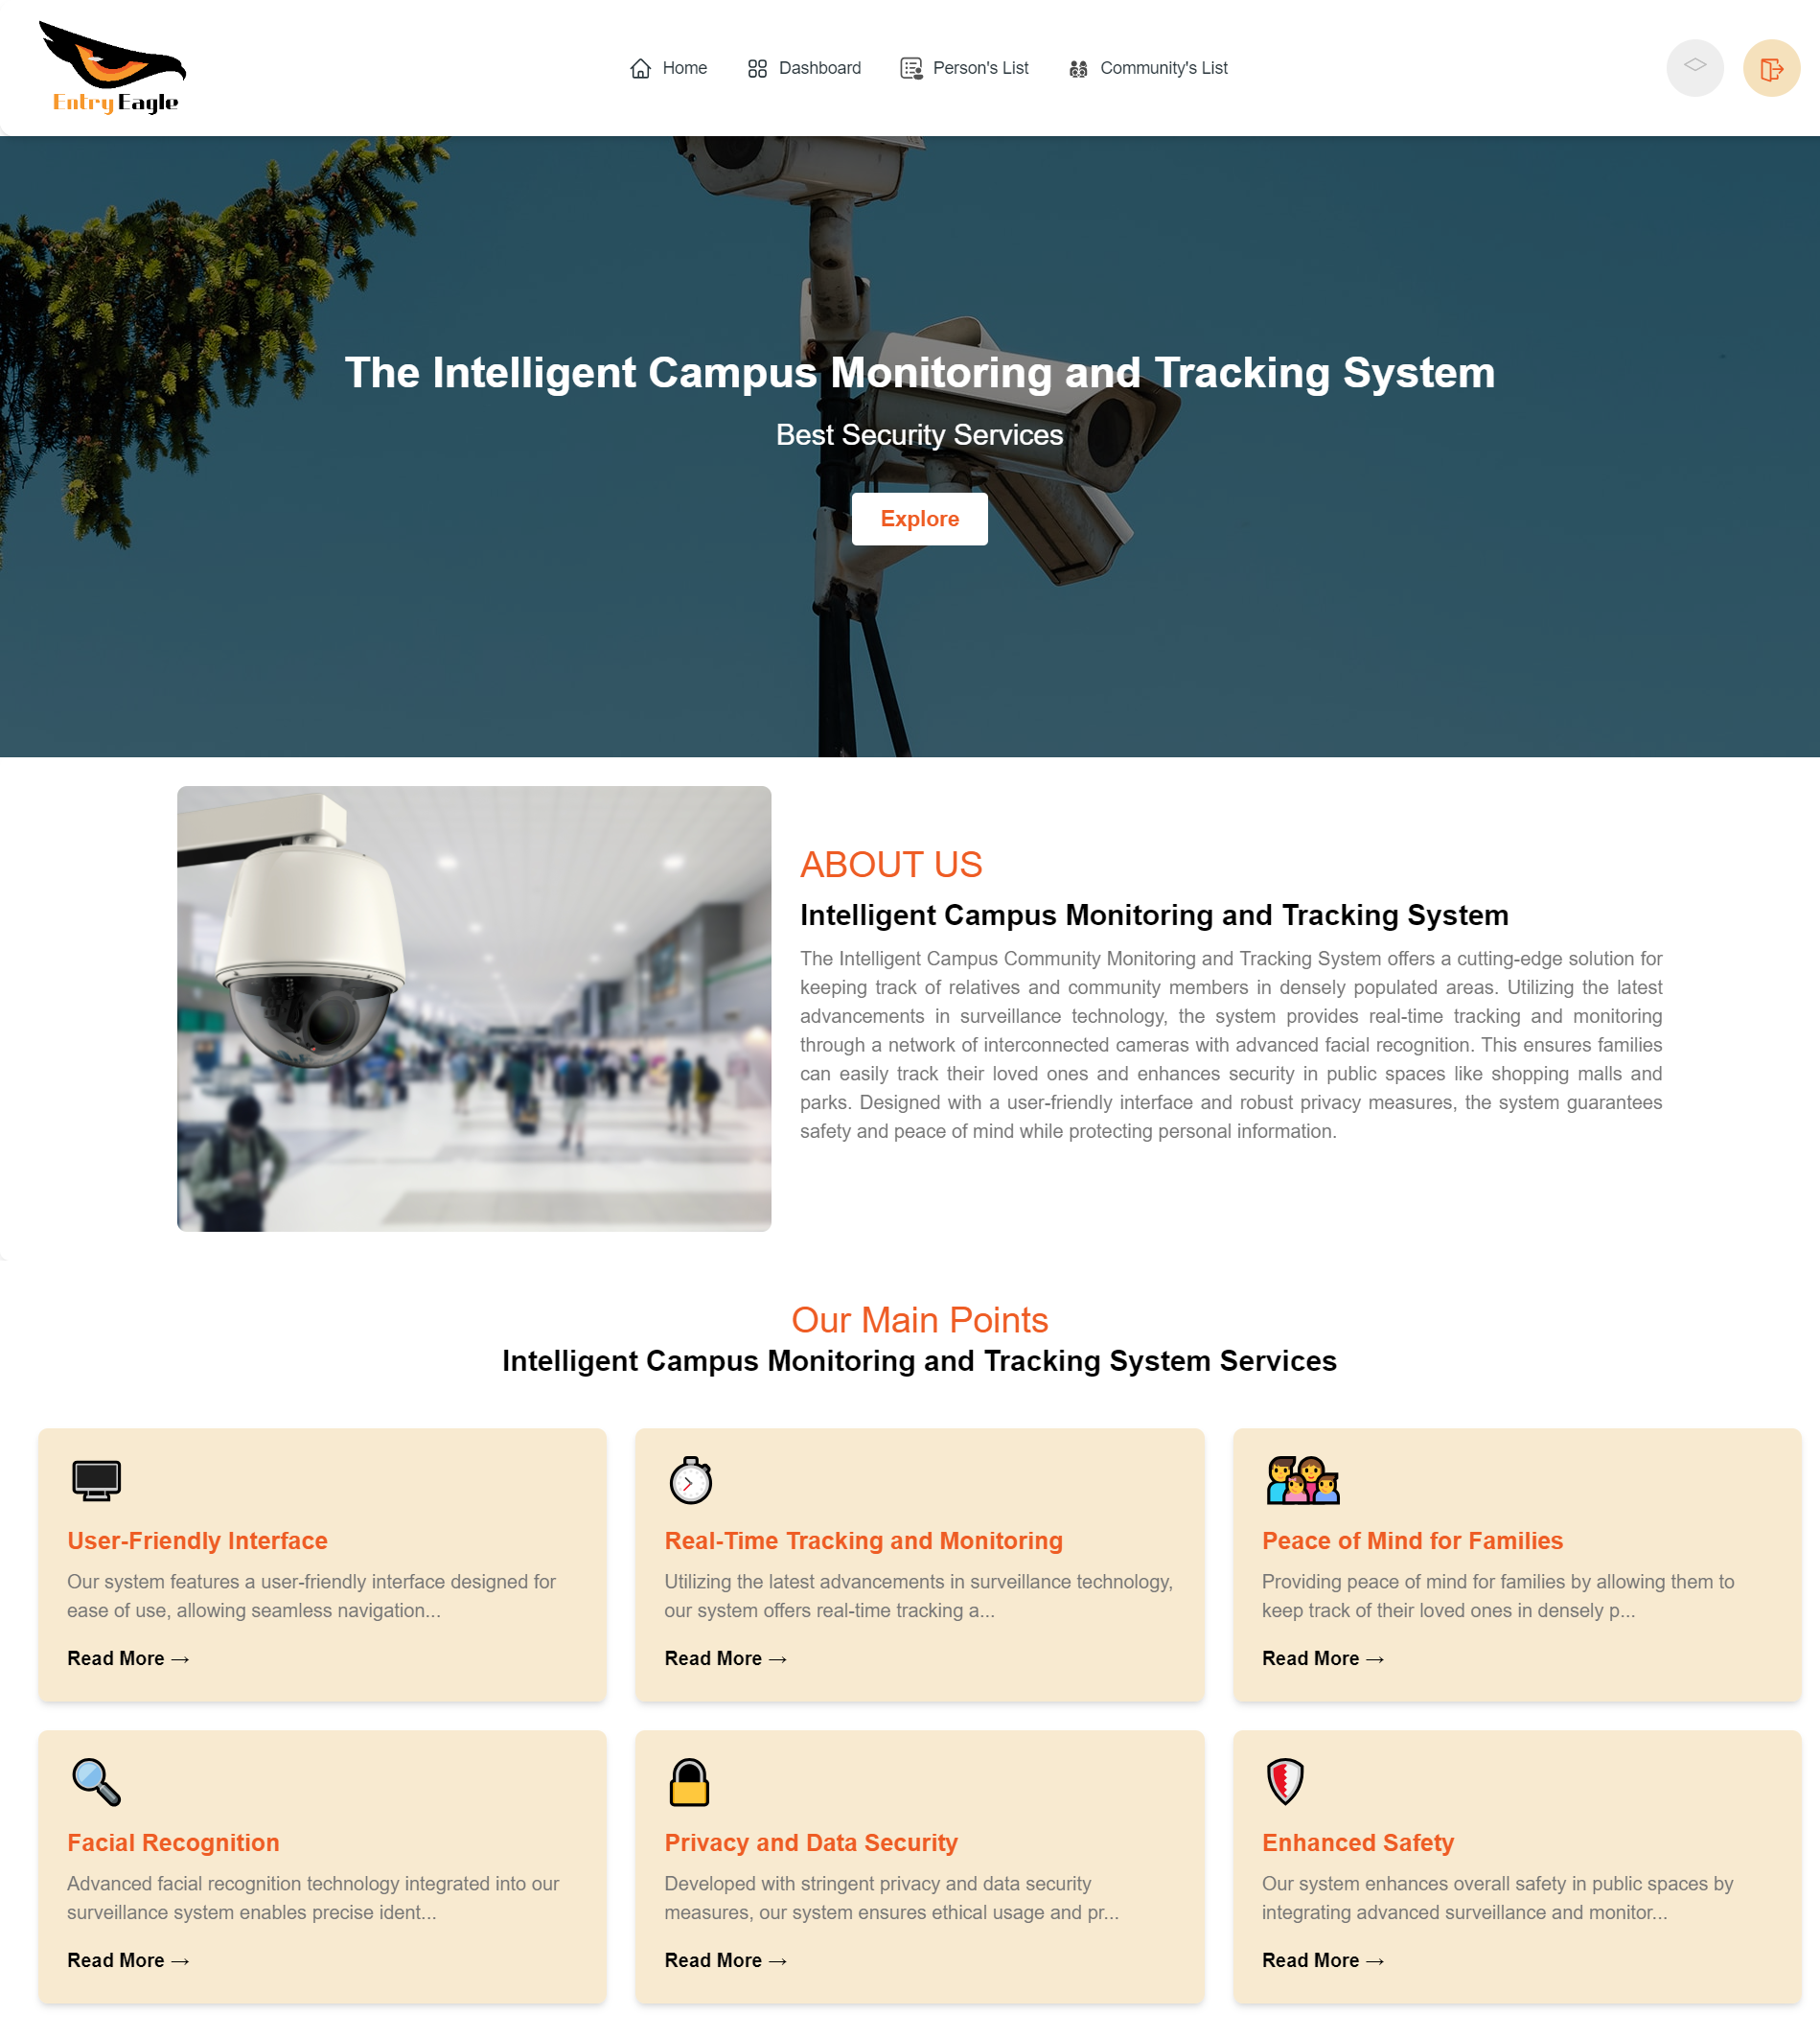 Entry Eagle
Home
Dashboard
Person's List
Community's List
The Intelligent Campus Monitoring and Tracking System
Best Security Services
Explore
ABOUT US
Intelligent Campus Monitoring and Tracking System
The Intelligent Campus Community Monitoring and Tracking System offers a cutting-edge solution for
keeping track of relatives and community members in densely populated areas. Utilizing the latest
advancements in surveillance technology, the system provides real-time tracking and monitoring
through a network of interconnected cameras with advanced facial recognition. This ensures families
can easily track their loved ones and enhances security in public spaces like shopping malls and
parks. Designed with a user-friendly interface and robust privacy measures, the system guarantees
safety and peace of mind while protecting personal information.
Our Main Points
Intelligent Campus Monitoring and Tracking System Services
User-Friendly Interface
Our system features a user-friendly interface designed for
ease of use, allowing seamless navigation...
Read More →
Real-Time Tracking and Monitoring
Utilizing the latest advancements in surveillance technology,
our system offers real-time tracking a...
Read More →
Peace of Mind for Families
Providing peace of mind for families by allowing them to
keep track of their loved ones in densely p...
Read More →
Facial Recognition
Advanced facial recognition technology integrated into our
surveillance system enables precise ident...
Read More →
Privacy and Data Security
Developed with stringent privacy and data security
measures, our system ensures ethical usage and pr...
Read More →
Enhanced Safety
Our system enhances overall safety in public spaces by
integrating advanced surveillance and monitor...
Read More →